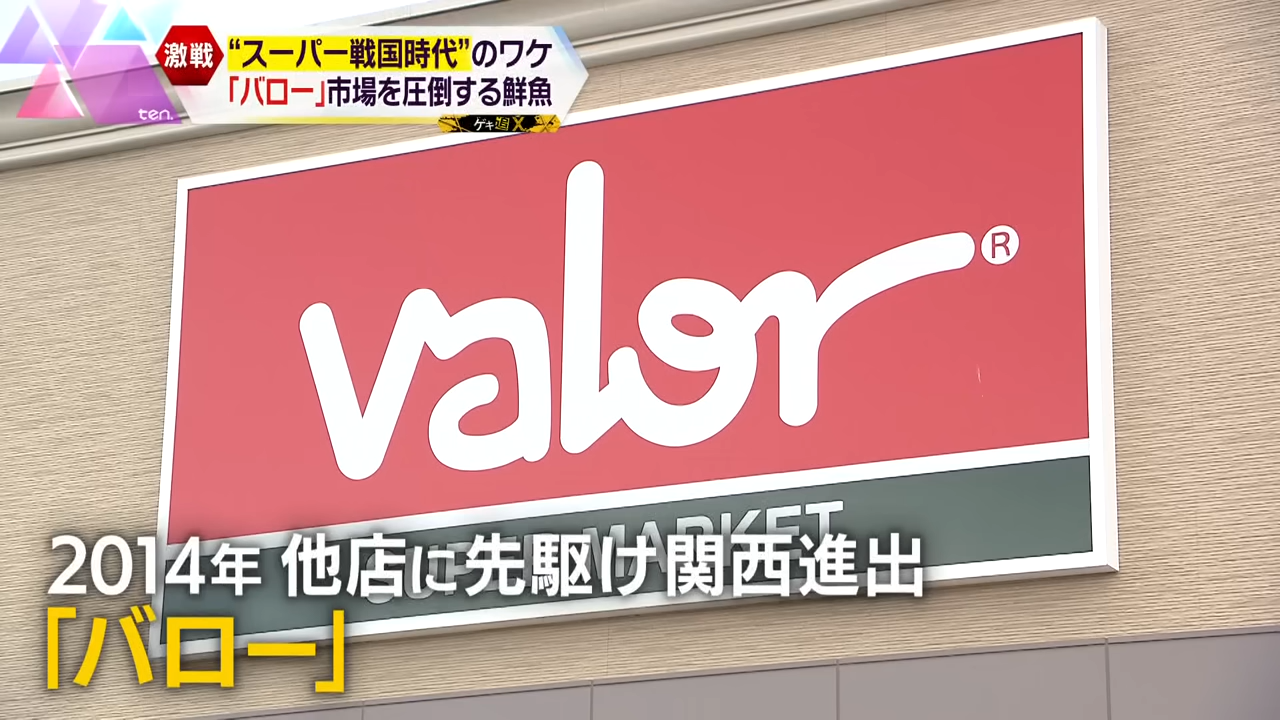 激戦
“スーパー戦国時代”のワケ
「バロー」市場を圧倒する鮮魚
ten.
ゲキ追X
valor®
SUPER MARKET
2014年 他店に先駆け関西進出
「バロー」